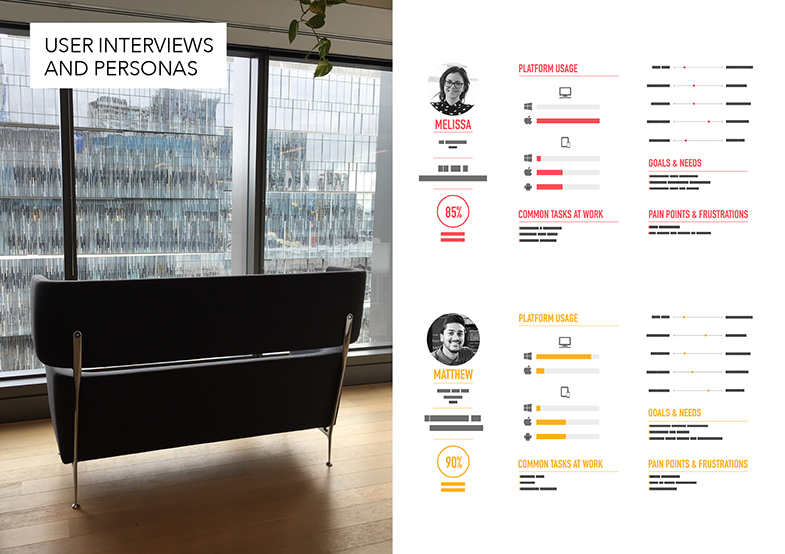 USER INTERVIEWS
AND PERSONAS
MELISSA
85%
PLATFORM USAGE
COMMON TASKS AT WORK
GOALS & NEEDS
PAIN POINTS & FRUSTRATIONS
MATTHEW
90%
PLATFORM USAGE
COMMON TASKS AT WORK
GOALS & NEEDS
PAIN POINTS & FRUSTRATIONS